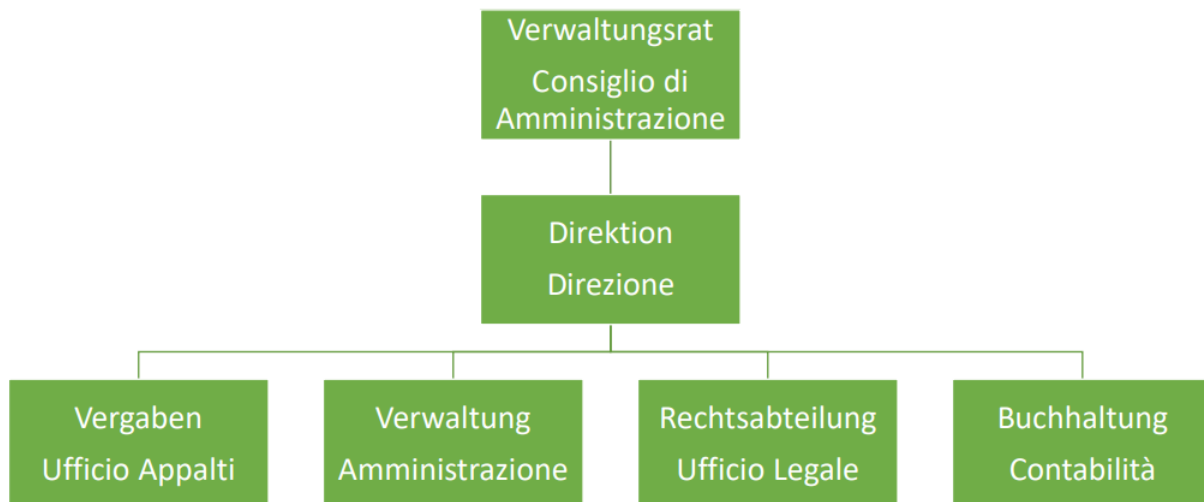 Verwaltungsrat
Consiglio di
Amministrazione
Direktion
Direzione
Vergaben
Ufficio Appalti
Verwaltung
Amministrazione
Rechtsabteilung
Ufficio Legale
Buchhaltung
Contabilità